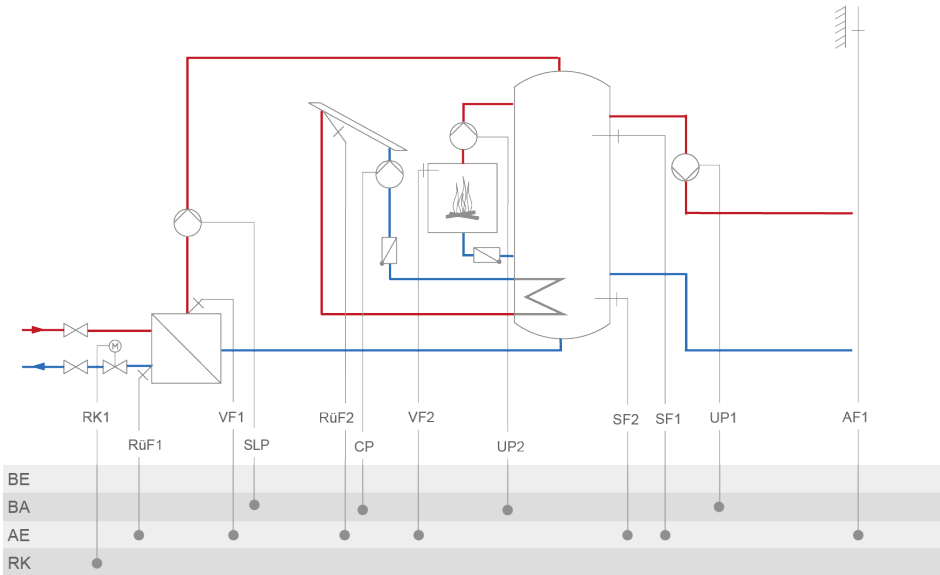 M
RK1 VF1 RüF2 VF2 SF2 SF1 UP1 AF1
RüF1 SLP CP UP2
BE
BA
AE
RK